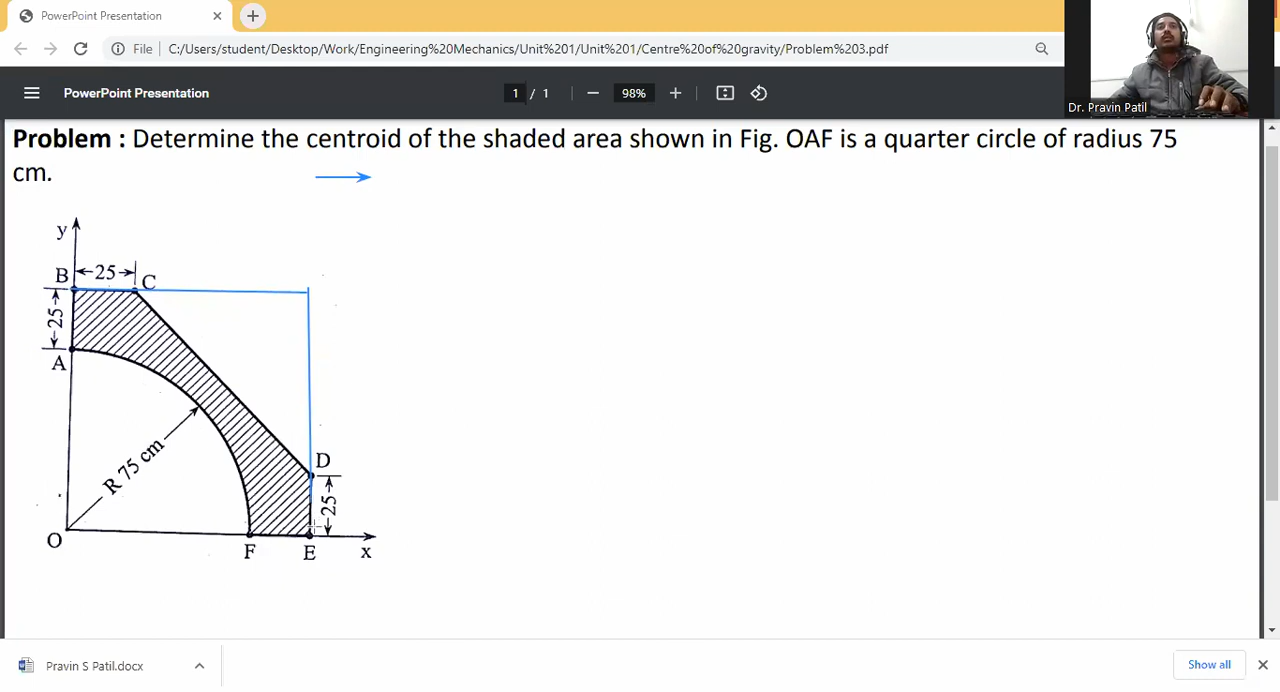 PowerPoint Presentation
File
C:/Users/student/Desktop/Work/Engineering%20Mechanics/Unit%201/Unit%201/Centre%20of%20gravity/Problem%203.pdf
Dr. Pravin Patil
PowerPoint Presentation
1 / 1
98%
Problem : Determine the centroid of the shaded area shown in Fig. OAF is a quarter circle of radius 75
cm.
y
B
25
C
25
A
R 75 cm
D
25
O
F
E
x
Pravin S Patil.docx
Show all